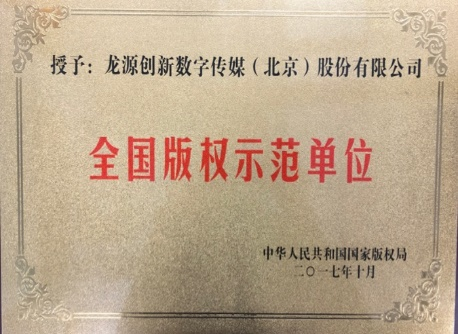 授予：龙源创新数字传媒（北京）股份有限公司
全国版权示范单位
中华人民共和国国家版权局
二〇一七年十月